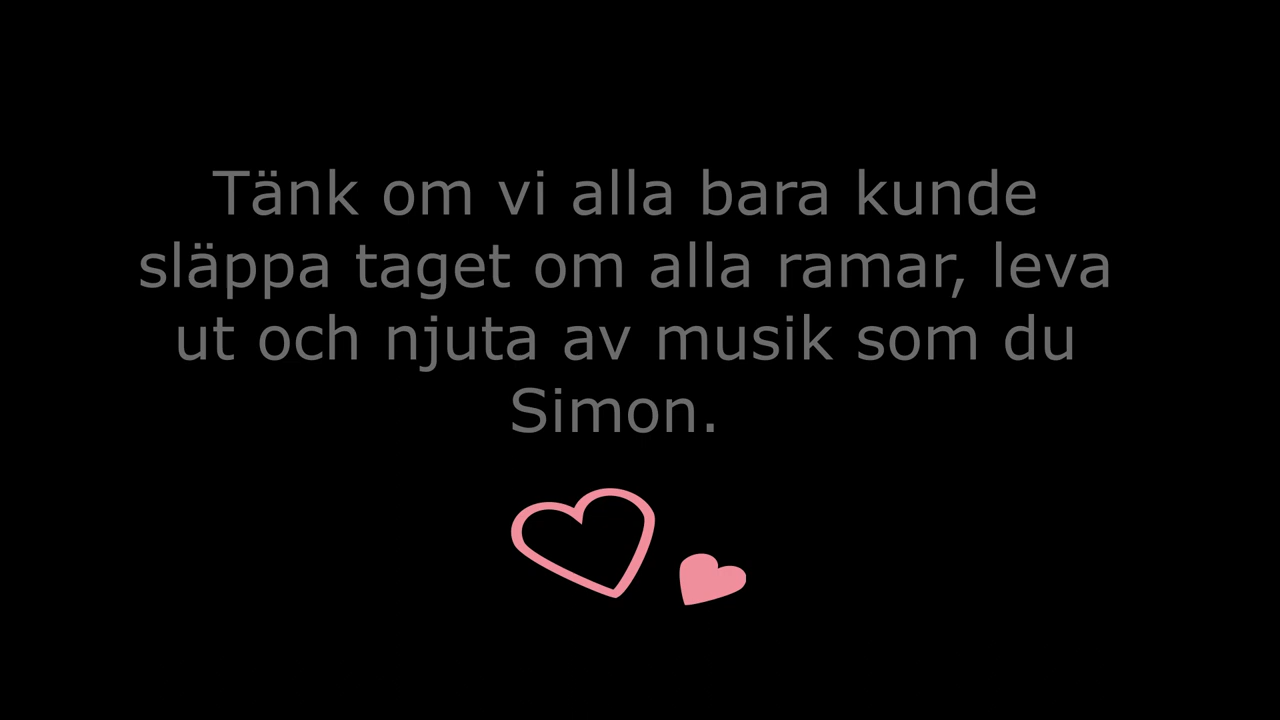 Tänk om vi alla bara kunde
släppa taget om alla ramar, leva
ut och njuta av musik som du
Simon.